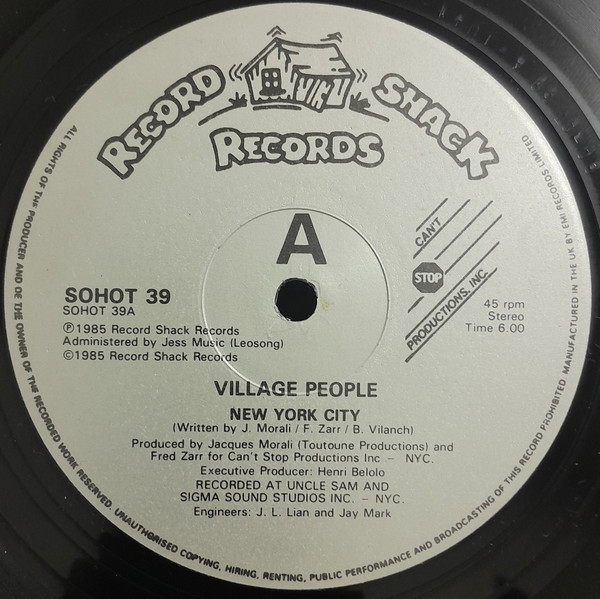 RECORD SHACK
RECORDS
A
CAN'T
STOP
PRODUCTIONS. INC.
SOHOT 39
SOHOT 39A
℗1985 Record Shack Records
Administered by Jess Music (Leosong)
©1985 Record Shack Records
45 rpm
Stereo
Time 6.00
VILLAGE PEOPLE
NEW YORK CITY
(Written by J. Morali / F. Zarr / B. Vilanch)
Produced by Jacques Morali (Toutoune Productions) and
Fred Zarr for Can't Stop Productions Inc – NYC.
Executive Producer: Henri Belolo
RECORDED AT UNCLE SAM AND
SIGMA SOUND STUDIOS INC. – NYC.
Engineers: J. L. Lian and Jay Mark
ALL RIGHTS OF THE PRODUCER AND OF THE OWNER OF THE RECORDED WORK RESERVED. UNAUTHORISED COPYING, HIRING, RENTING, PUBLIC PERFORMANCE AND BROADCASTING OF THIS RECORD PROHIBITED. MANUFACTURED IN THE UK BY EMI RECORDS LIMITED